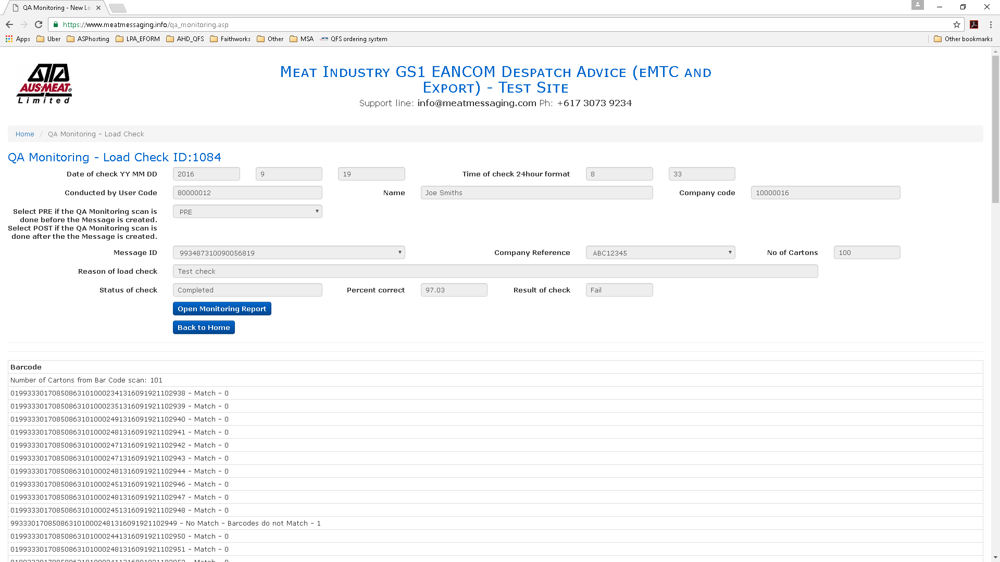 QA Monitoring - New Lo
https://www.meatmessaging.info/qa_monitoring.asp
Apps Uber ASPhosting LPA_EFORM AHD_QFS Faithworks Other MSA QFS ordering system Other bookmarks
AUS-MEAT®
Limited
Meat Industry GS1 EANCOM Despatch Advice (eMTC and
Export) - Test Site
Support line: info@meatmessaging.com Ph: +617 3073 9234
Home / QA Monitoring - Load Check
QA Monitoring - Load Check ID:1084
Date of check YY MM DD 2016 9 19 Time of check 24hour format 8 33
Conducted by User Code 80000012 Name Joe Smiths Company code 10000016
Select PRE if the QA Monitoring scan is PRE
done before the Message is created.
Select POST if the QA Monitoring scan is
done after the the Message is created.
Message ID 993487310090056819 Company Reference ABC12345 No of Cartons 100
Reason of load check Test check
Status of check Completed Percent correct 97.03 Result of check Fail
Open Monitoring Report
Back to Home
Barcode
Number of Cartons from Bar Code scan: 101
019933301708508631010002341316091921102938 - Match - 0
019933301708508631010002351316091921102939 - Match - 0
019933301708508631010002491316091921102940 - Match - 0
019933301708508631010002481316091921102941 - Match - 0
019933301708508631010002471316091921102942 - Match - 0
019933301708508631010002471316091921102943 - Match - 0
019933301708508631010002481316091921102944 - Match - 0
019933301708508631010002451316091921102946 - Match - 0
019933301708508631010002481316091921102947 - Match - 0
019933301708508631010002451316091921102948 - Match - 0
9933301708508631010002481316091921102949 - No Match - Barcodes do not Match - 1
019933301708508631010002441316091921102950 - Match - 0
019933301708508631010002481316091921102951 - Match - 0